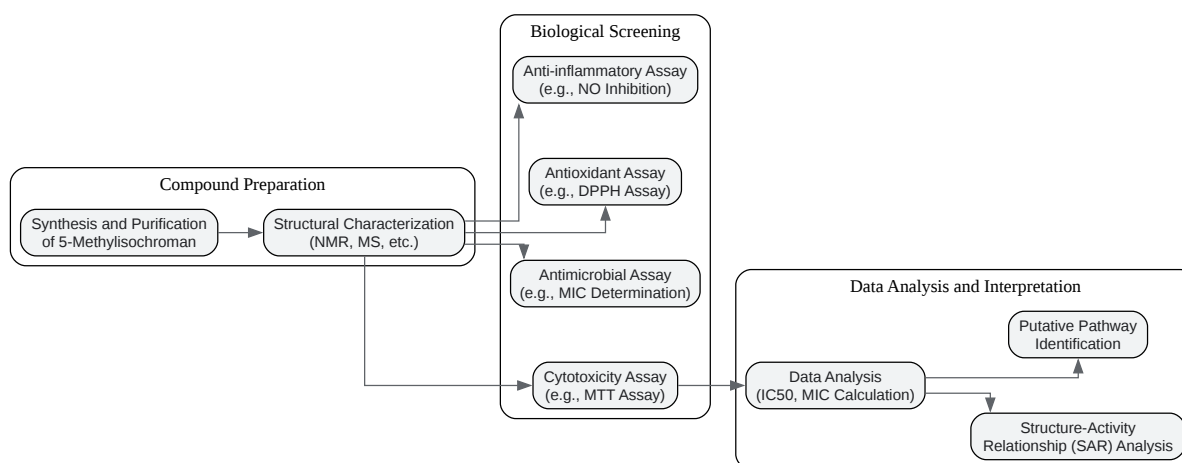 Biological Screening
Anti-inflammatory Assay
(e.g., NO Inhibition)
Antioxidant Assay
(e.g., DPPH Assay)
Antimicrobial Assay
(e.g., MIC Determination)
Cytotoxicity Assay
(e.g., MTT Assay)
Compound Preparation
Synthesis and Purification
of 5-Methylisochroman
Structural Characterization
(NMR, MS, etc.)
Data Analysis and Interpretation
Data Analysis
(IC50, MIC Calculation)
Putative Pathway
Identification
Structure-Activity
Relationship (SAR) Analysis